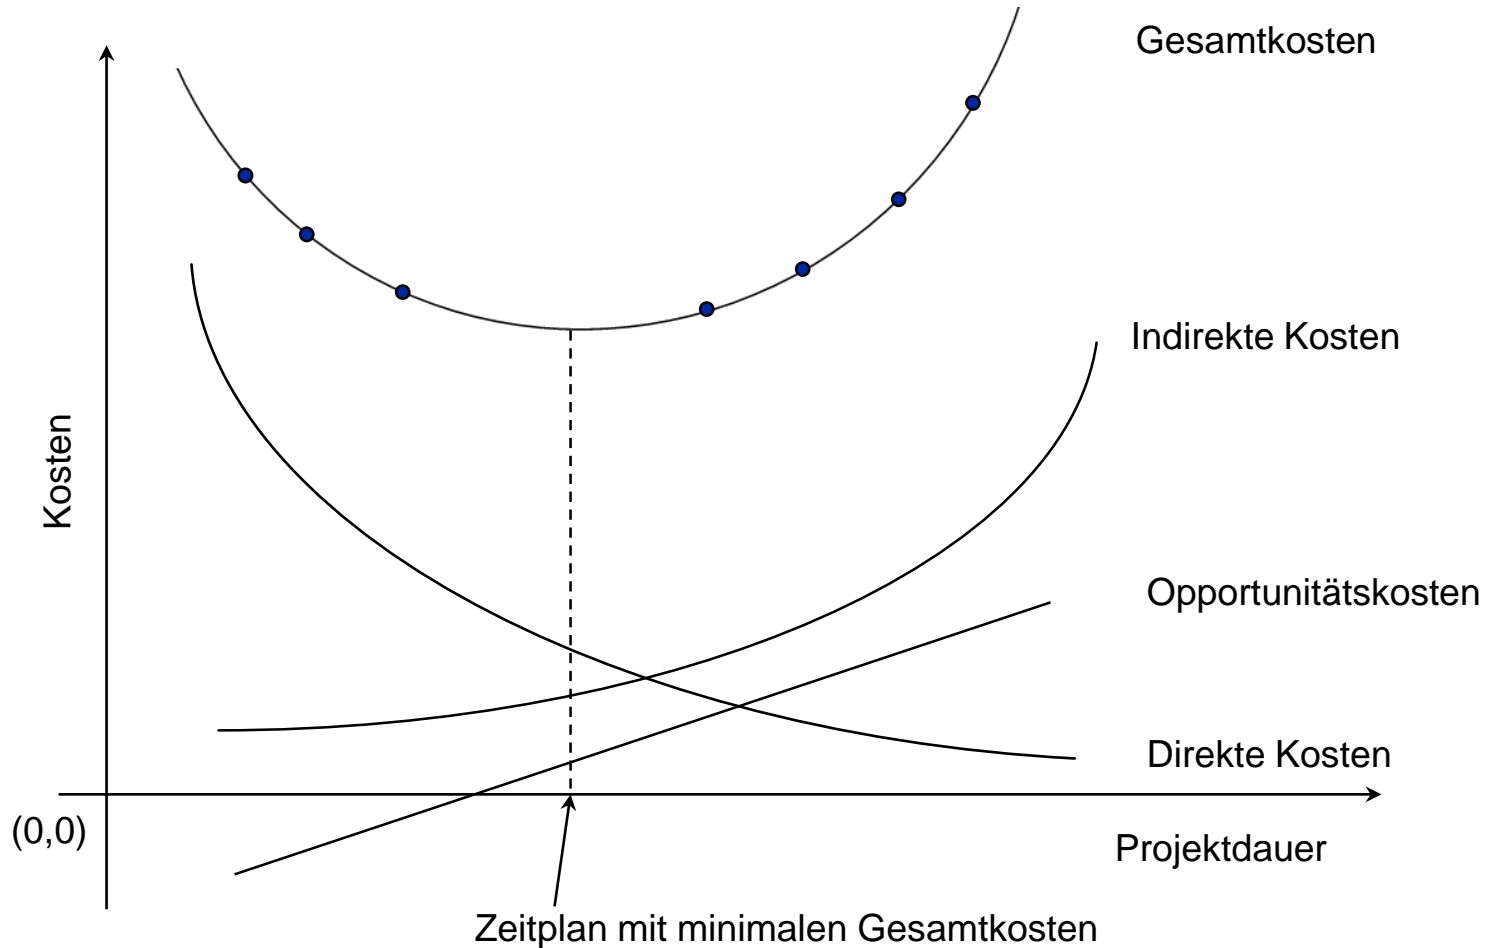 Gesamtkosten
Indirekte Kosten
Kosten
Opportunitätskosten
Direkte Kosten
(0,0)
Projektdauer
Zeitplan mit minimalen Gesamtkosten